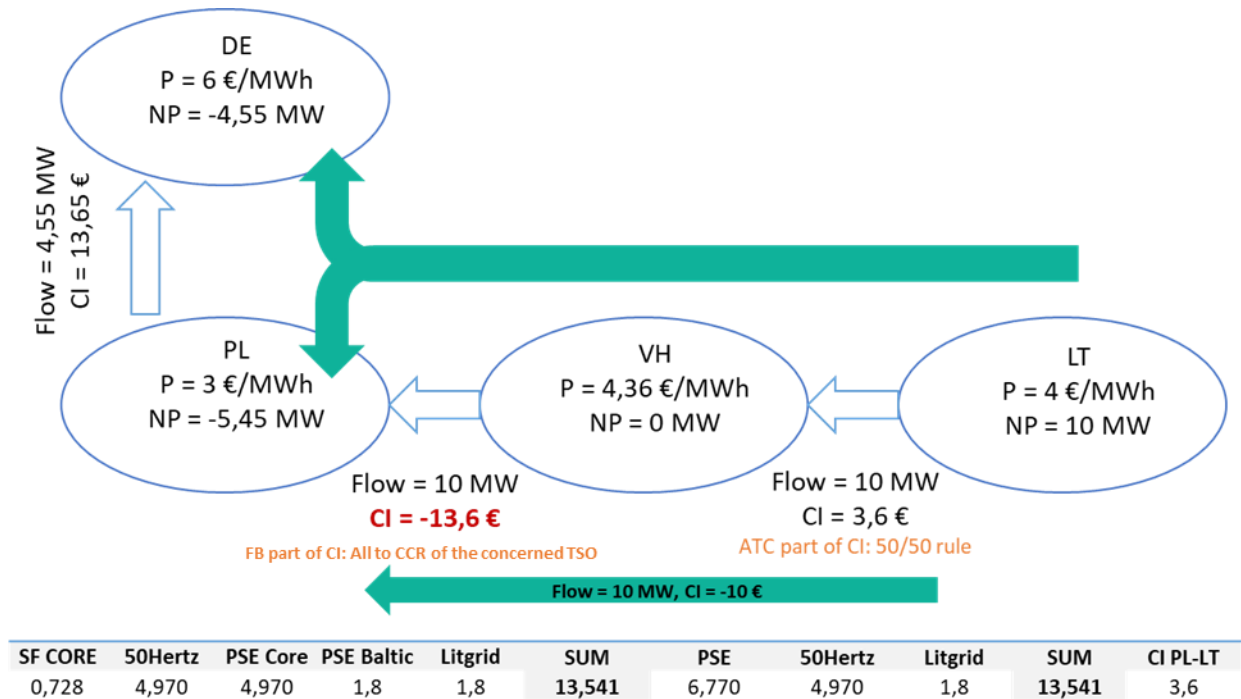 DE
P = 6 €/MWh
NP = -4,55 MW
Flow = 4,55 MW
CI = 13,65 €
PL
P = 3 €/MWh
NP = -5,45 MW
VH
P = 4,36 €/MWh
NP = 0 MW
LT
P = 4 €/MWh
NP = 10 MW
Flow = 10 MW
CI = -13,6 €
FB part of CI: All to CCR of the concerned TSO
Flow = 10 MW
CI = 3,6 €
ATC part of CI: 50/50 rule
Flow = 10 MW, CI = -10 €
SF CORE 50Hertz PSE Core PSE Baltic Litgrid SUM PSE 50Hertz Litgrid SUM CI PL-LT
0,728 4,970 4,970 1,8 1,8 13,541 6,770 4,970 1,8 13,541 3,6